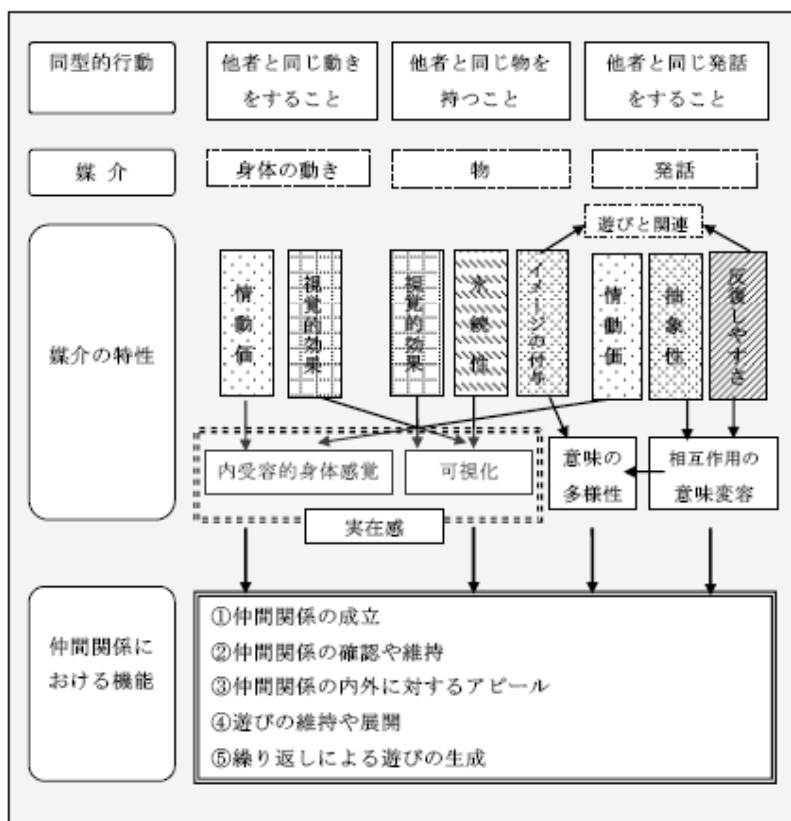 同型的行動
他者と同じ動き
をすること
他者と同じ物を
持つこと
他者と同じ発話
をすること
媒 介
身体の動き
物
発話
遊びと関連
媒介の特性
情動価
視覚的効果
視覚的効果
永続性
イメージの付与
情動価
抽象性
反復しやすさ
内受容的身体感覚
可視化
実在感
意味の
多様性
相互作用の
意味変容
仲間関係に
おける機能
①仲間関係の成立
②仲間関係の確認や維持
③仲間関係の内外に対するアピール
④遊びの維持や展開
⑤繰り返しによる遊びの生成